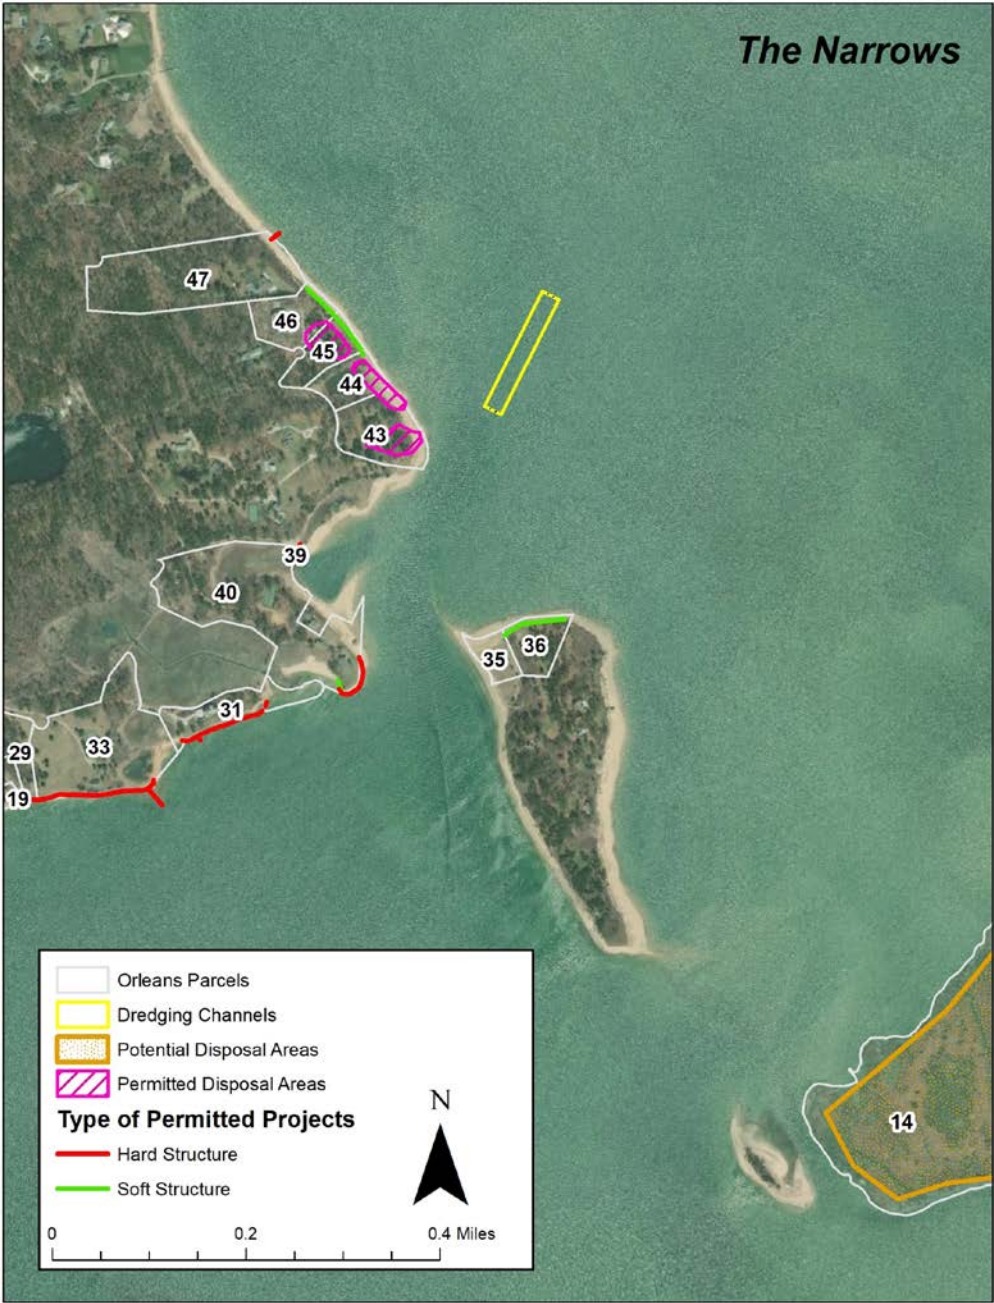 The Narrows
47
46
45
44
43
39
40
36
35
31
33
29
19
14
Orleans Parcels
Dredging Channels
Potential Disposal Areas
Permitted Disposal Areas
Type of Permitted Projects
Hard Structure
Soft Structure
N
0 0.2 0.4 Miles